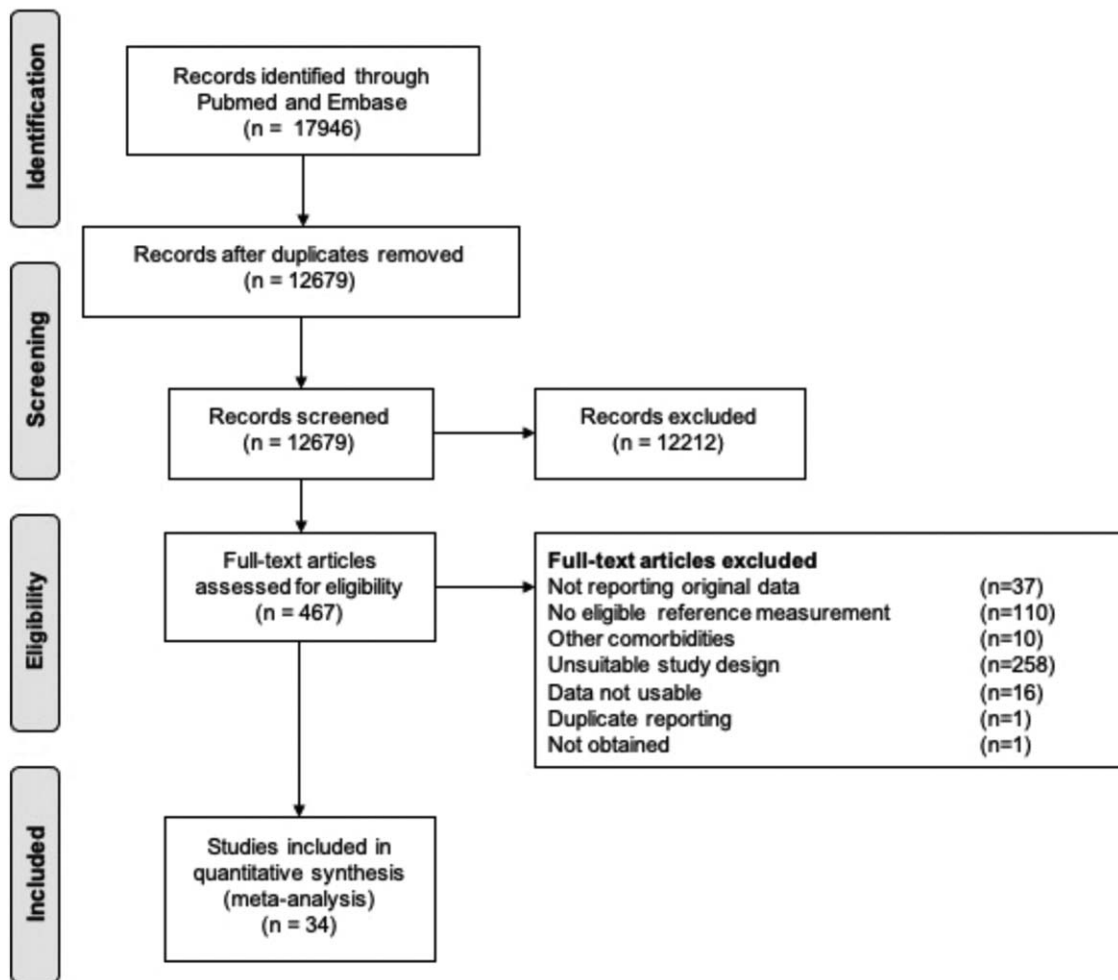 Identification
Records identified through
Pubmed and Embase
(n = 17946)
Records after duplicates removed
(n = 12679)
Screening
Records screened
(n = 12679)
Records excluded
(n = 12212)
Eligibility
Full-text articles
assessed for eligibility
(n = 467)
Full-text articles excluded
Not reporting original data (n=37)
No eligible reference measurement (n=110)
Other comorbidities (n=10)
Unsuitable study design (n=258)
Data not usable (n=16)
Duplicate reporting (n=1)
Not obtained (n=1)
Included
Studies included in
quantitative synthesis
(meta-analysis)
(n = 34)